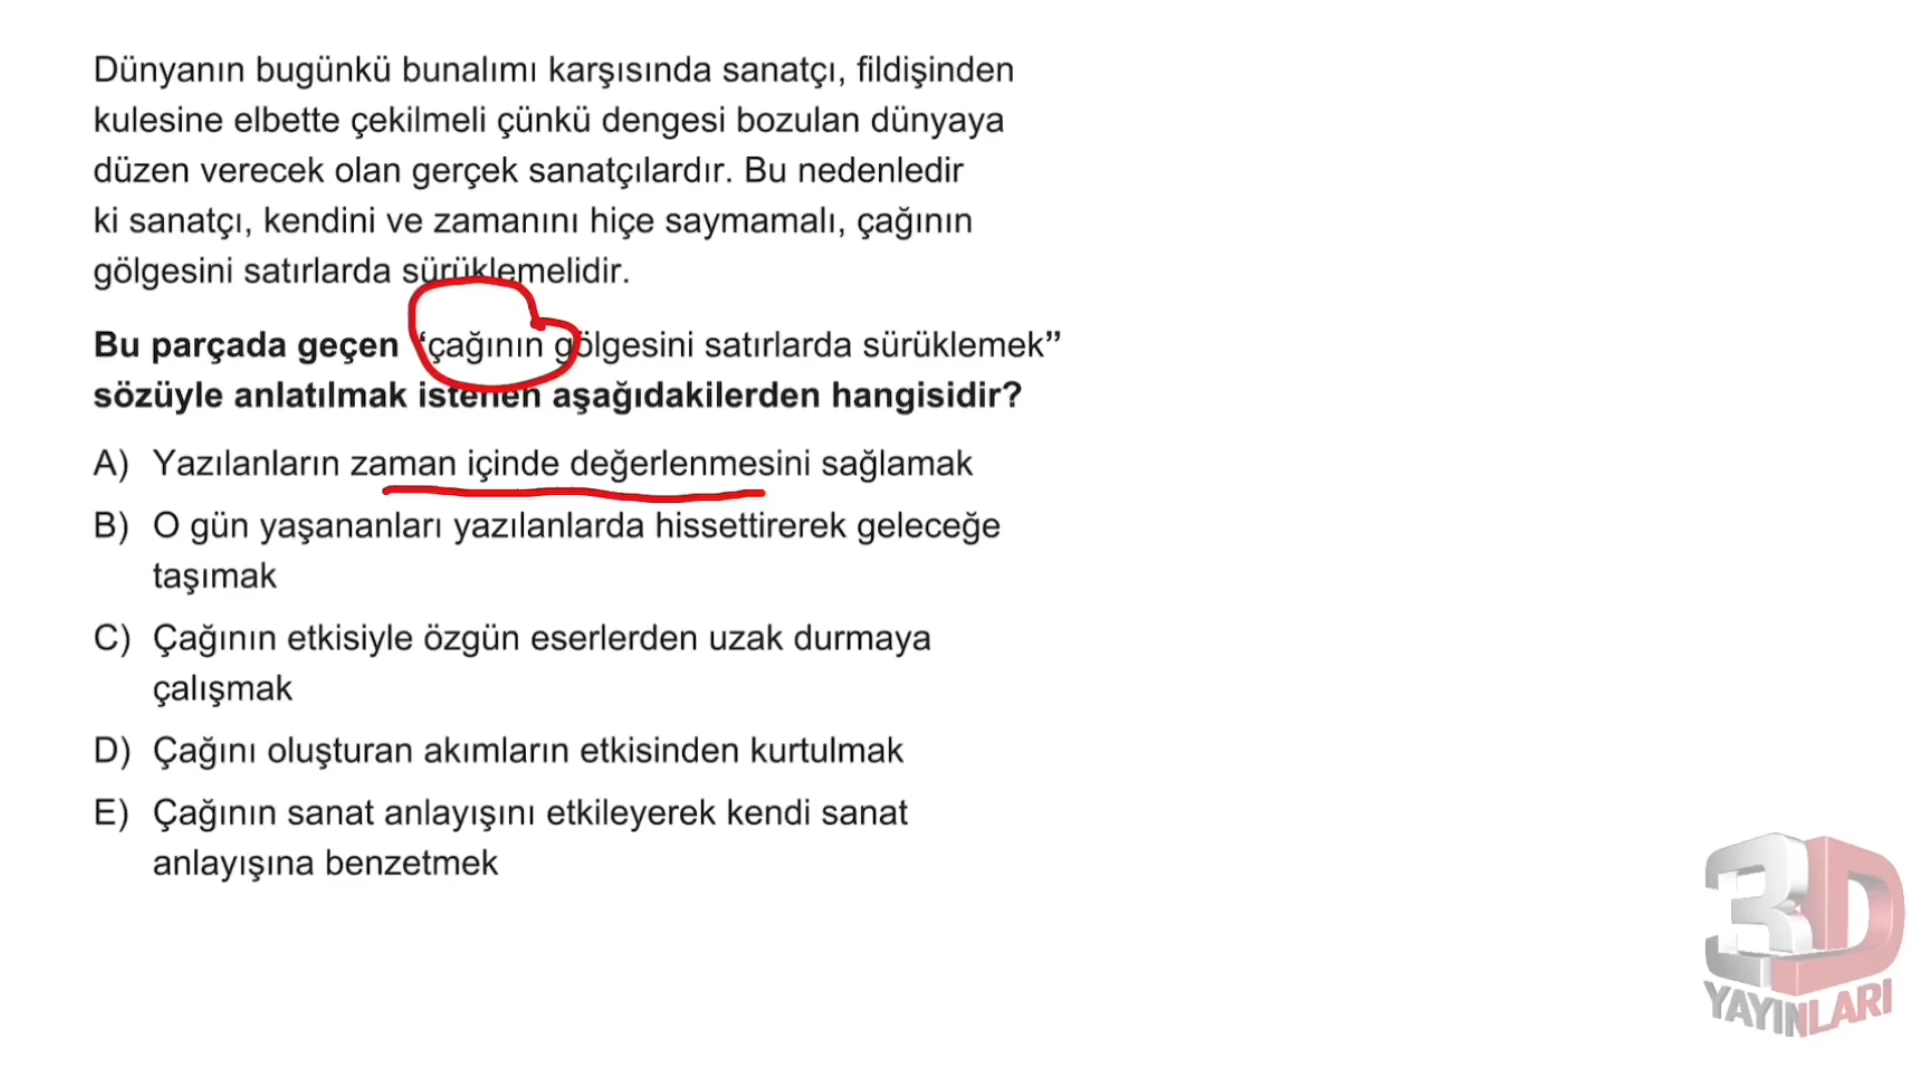 Dünyanın bugünkü bunalımı karşısında sanatçı, fildişinden
kulesine elbette çekilmeli çünkü dengesi bozulan dünyaya
düzen verecek olan gerçek sanatçılardır. Bu nedenledir
ki sanatçı, kendini ve zamanını hiçe saymamalı, çağının
gölgesini satırlarda sürüklemelidir.
Bu parçada geçen “çağının gölgesini satırlarda sürüklemek”
sözüyle anlatılmak istenen aşağıdakilerden hangisidir?
A) Yazılanların zaman içinde değerlenmesini sağlamak
B) O gün yaşananları yazılanlarda hissettirerek geleceğe
taşımak
C) Çağının etkisiyle özgün eserlerden uzak durmaya
çalışmak
D) Çağını oluşturan akımların etkisinden kurtulmak
E) Çağının sanat anlayışını etkileyerek kendi sanat
anlayışına benzetmek
3D
YAYINLARI